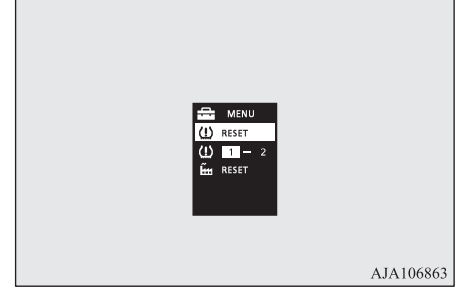 MENU
RESET
1 – 2
RESET
AJA106863